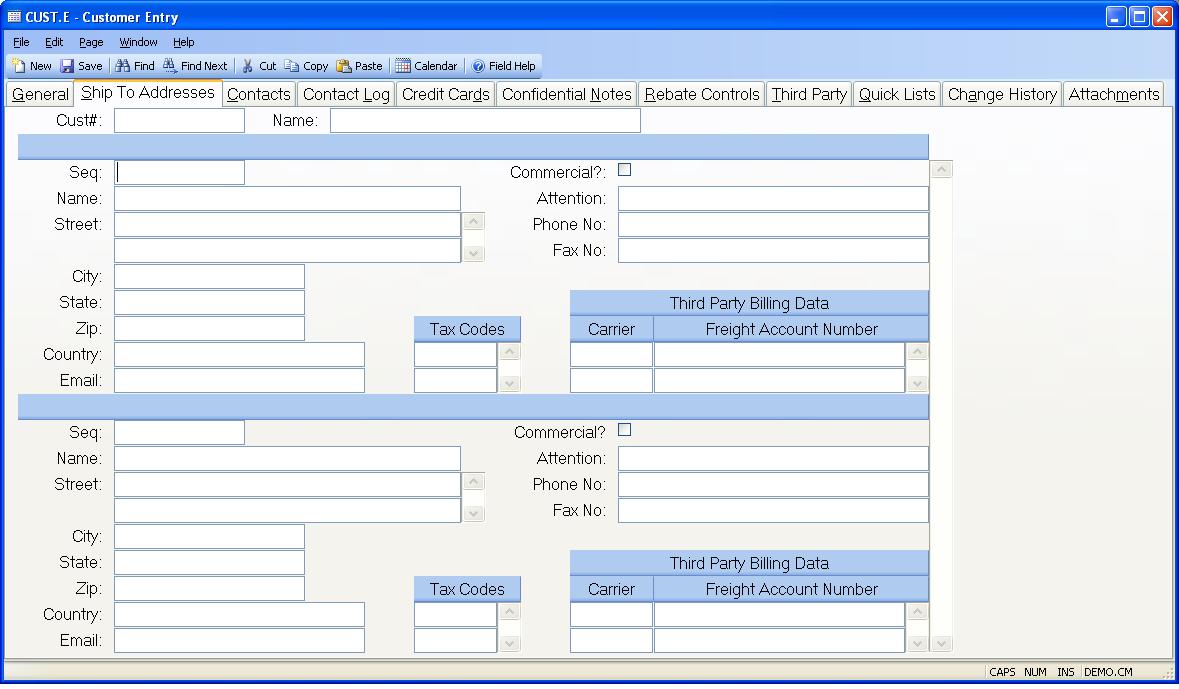 CUST.E - Customer Entry
File Edit Page Window Help
New Save Find Find Next Cut Copy Paste Calendar Field Help
General Ship To Addresses Contacts Contact Log Credit Cards Confidential Notes Rebate Controls Third Party Quick Lists Change History Attachments
Cust#: Name:
Seq: Commercial?:
Name: Attention:
Street: Phone No:
Fax No:
City:
State: Third Party Billing Data
Zip: Tax Codes Carrier Freight Account Number
Country:
Email:
Seq: Commercial?
Name: Attention:
Street: Phone No:
Fax No:
City:
State: Third Party Billing Data
Zip: Tax Codes Carrier Freight Account Number
Country:
Email:
CAPS NUM INS DEMO.CM